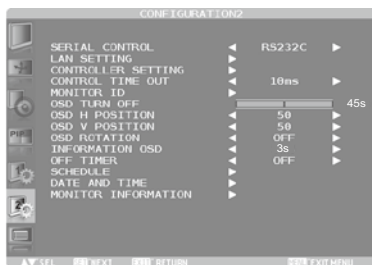 CONFIGURATION2
SERIAL CONTROL RS232C
LAN SETTING
CONTROLLER SETTING
CONTROL TIME OUT 10ms
MONITOR ID
OSD TURN OFF 45s
OSD H POSITION 50
OSD V POSITION 50
OSD ROTATION OFF
INFORMATION OSD 3s
OFF TIMER OFF
SCHEDULE
DATE AND TIME
MONITOR INFORMATION
PIP
SEL NEXT RETURN EXIT MENU